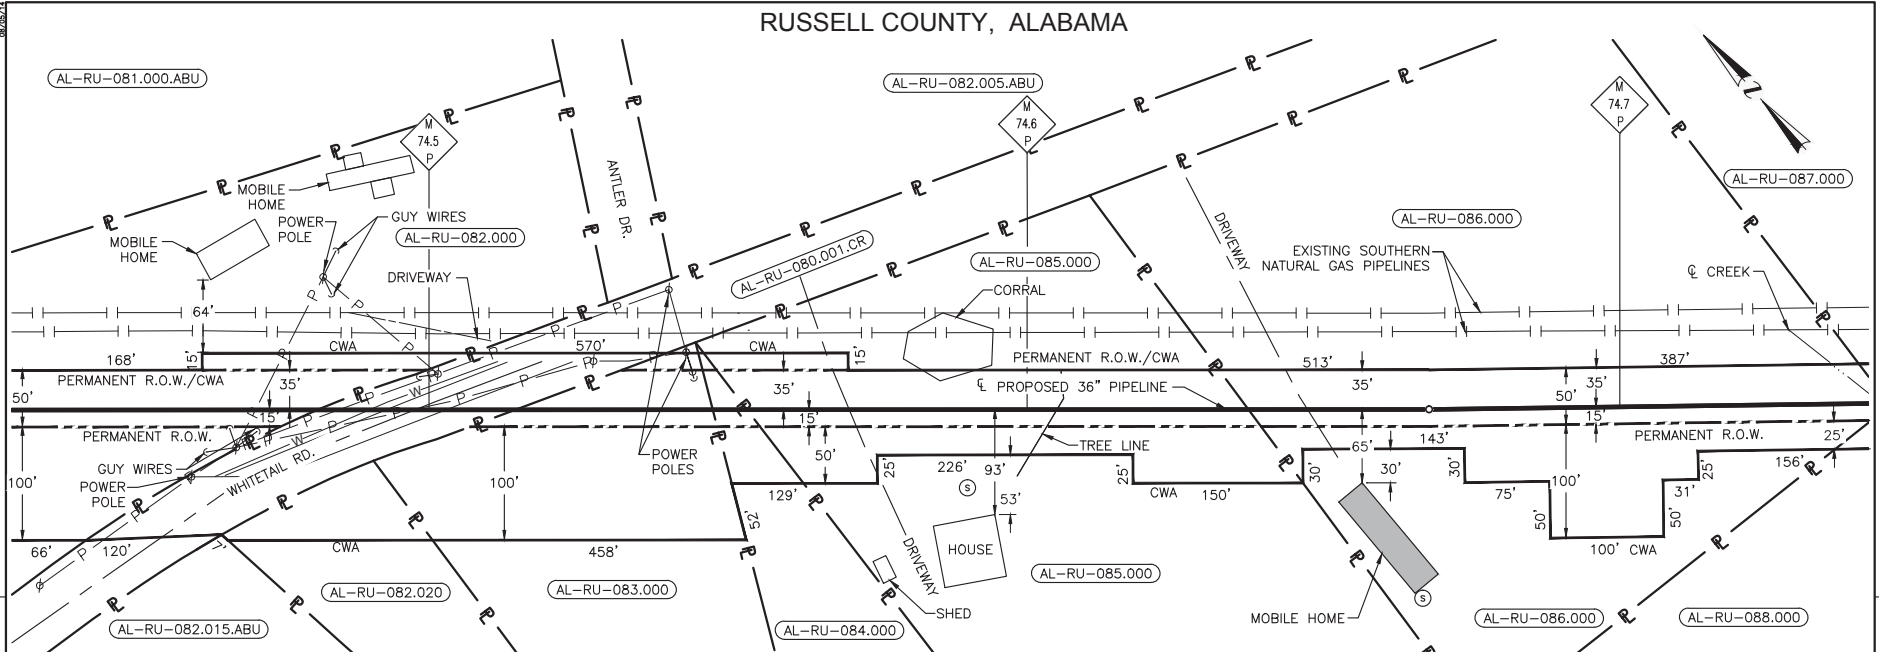 08/05/14
RUSSELL COUNTY, ALABAMA
AL-RU-081.000.ABU
AL-RU-082.005.ABU
M
74.5
P
M
74.6
P
M
74.7
P
N
AL-RU-087.000
MOBILE
HOME
ANTLER DR.
POWER
POLE
GUY WIRES
AL-RU-082.000
MOBILE
HOME
DRIVEWAY
AL-RU-080.001.CR
AL-RU-085.000
CORRAL
DRIVEWAY
AL-RU-086.000
EXISTING SOUTHERN
NATURAL GAS PIPELINES
℄ CREEK
64'
168'
15'
CWA
570'
CWA
15'
PERMANENT R.O.W./CWA
513'
387'
PERMANENT R.O.W./CWA
35'
35'
35'
35'
50'
50'
℄ PROPOSED 36" PIPELINE
15'
15'
15'
W
W
PERMANENT R.O.W.
TREE LINE
65'
143'
PERMANENT R.O.W.
25'
GUY WIRES
POWER
POLE
WHITETAIL RD.
POWER
POLES
50'
25'
226'
93'
25'
30'
30'
25'
156'
100'
100'
100'
129'
S
53'
CWA
150'
75'
31'
50'
50'
52'
66'
120'
7'
CWA
458'
DRIVEWAY
HOUSE
100' CWA
AL-RU-082.020
AL-RU-083.000
AL-RU-085.000
S
SHED
MOBILE HOME
AL-RU-082.015.ABU
AL-RU-084.000
AL-RU-086.000
AL-RU-088.000